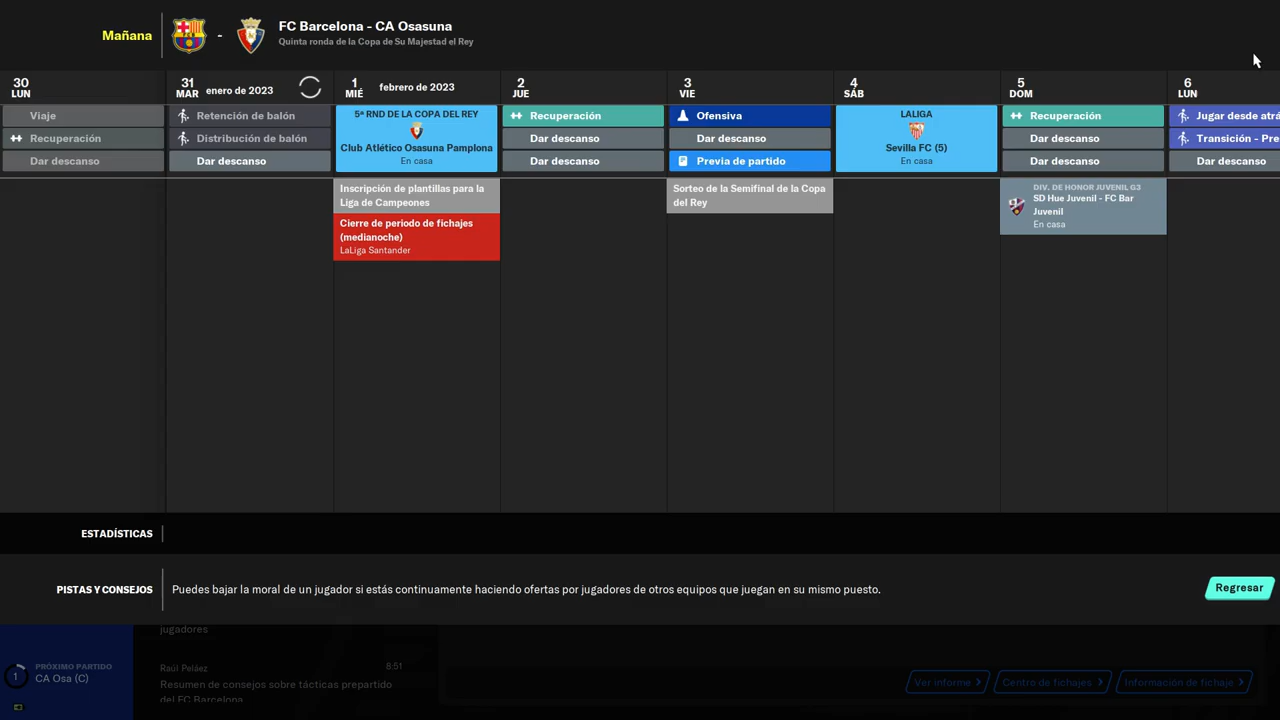 Mañana
FC Barcelona - CA Osasuna
Quinta ronda de la Copa de Su Majestad el Rey
30
LUN
31
MAR
enero de 2023
1
MIÉ
febrero de 2023
2
JUE
3
VIE
4
SÁB
5
DOM
6
LUN
Viaje
Recuperación
Dar descanso
Retención de balón
Distribución de balón
Dar descanso
5ª RND DE LA COPA DEL REY
Club Atlético Osasuna Pamplona
En casa
Recuperación
Dar descanso
Dar descanso
Ofensiva
Dar descanso
Previa de partido
LALIGA
Sevilla FC (5)
En casa
Recuperación
Dar descanso
Dar descanso
Jugar desde atrá
Transición - Pre
Dar descanso
Inscripción de plantillas para la
Liga de Campeones
Cierre de periodo de fichajes
(medianoche)
LaLiga Santander
Sorteo de la Semifinal de la Copa
del Rey
DIV. DE HONOR JUVENIL G3
SD Hue Juvenil - FC Bar
Juvenil
En casa
ESTADÍSTICAS
PISTAS Y CONSEJOS
Puedes bajar la moral de un jugador si estás continuamente haciendo ofertas por jugadores de otros equipos que juegan en su mismo puesto.
Regresar
1
PRÓXIMO PARTIDO
CA Osa (C)
jugadores
Raúl Peláez
8:51
Resumen de consejos sobre tácticas prepartido
del FC Barcelona
Ver informe
Centro de fichajes
Información de fichaje